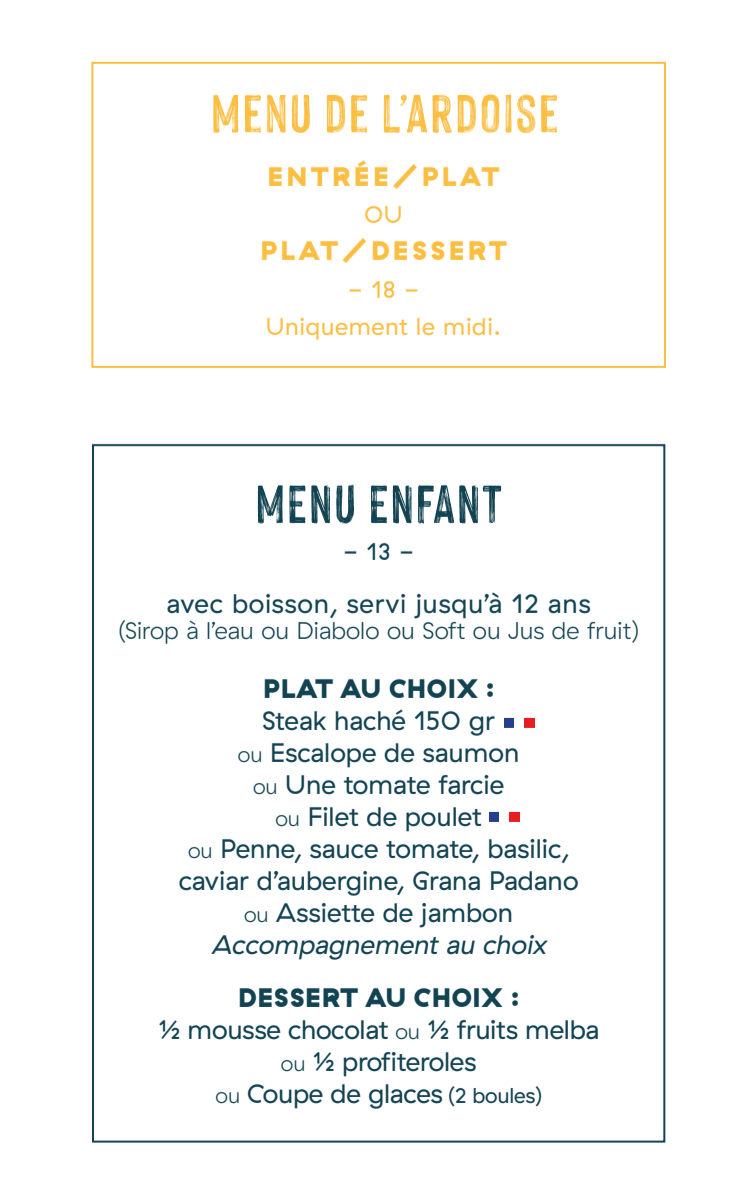 MENU DE L'ARDOISE
ENTRÉE/PLAT
OU
PLAT/DESSERT
– 18 –
Uniquement le midi.
MENU ENFANT
– 13 –
avec boisson, servi jusqu'à 12 ans
(Sirop à l'eau ou Diabolo ou Soft ou Jus de fruit)
PLAT AU CHOIX :
Steak haché 150 gr
ou Escalope de saumon
ou Une tomate farcie
ou Filet de poulet
ou Penne, sauce tomate, basilic,
caviar d'aubergine, Grana Padano
ou Assiette de jambon
Accompagnement au choix
DESSERT AU CHOIX :
½ mousse chocolat ou ½ fruits melba
ou ½ profiteroles
ou Coupe de glaces (2 boules)